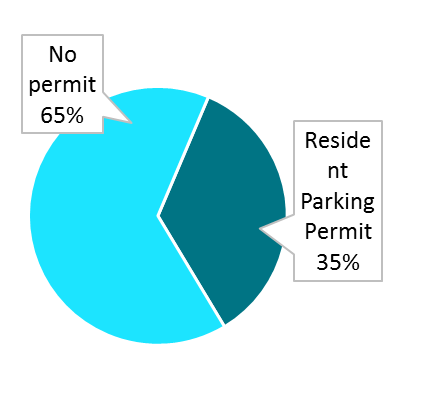 No
permit
65%
Reside
nt
Parking
Permit
35%